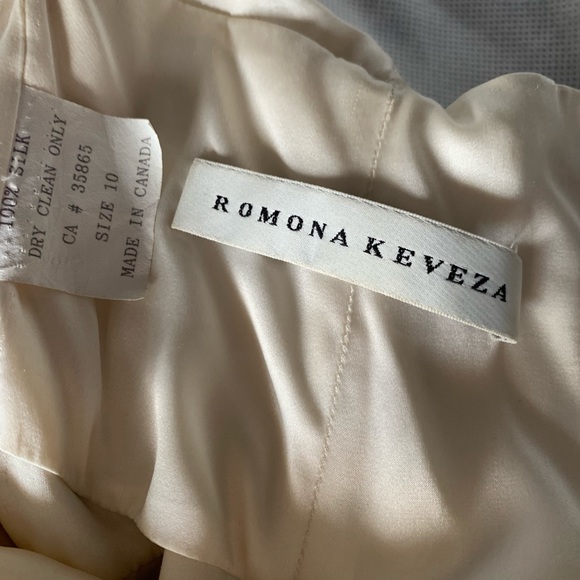 100% SILK
DRY CLEAN ONLY
CA # 35865
SIZE 10
MADE IN CANADA
ROMONA KEVEZA